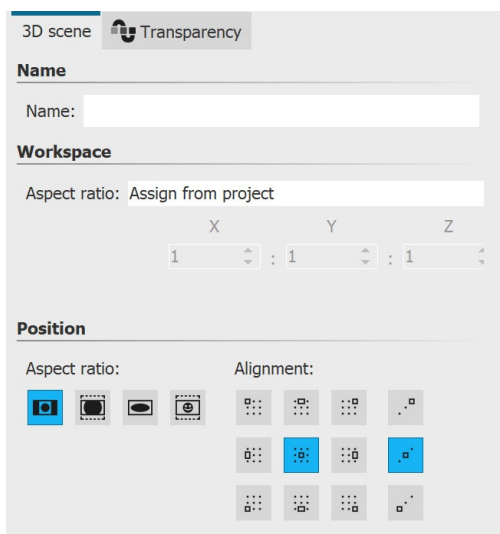 3D scene Transparency
Name
Name:
Workspace
Aspect ratio: Assign from project
X Y Z
1 : 1 : 1
Position
Aspect ratio: Alignment: